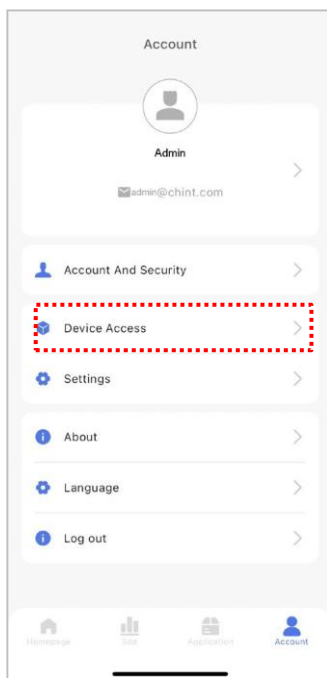 Account
Admin
admin@chint.com
Account And Security
Device Access
Settings
About
Language
Log out
Homepage
Site
Application
Account